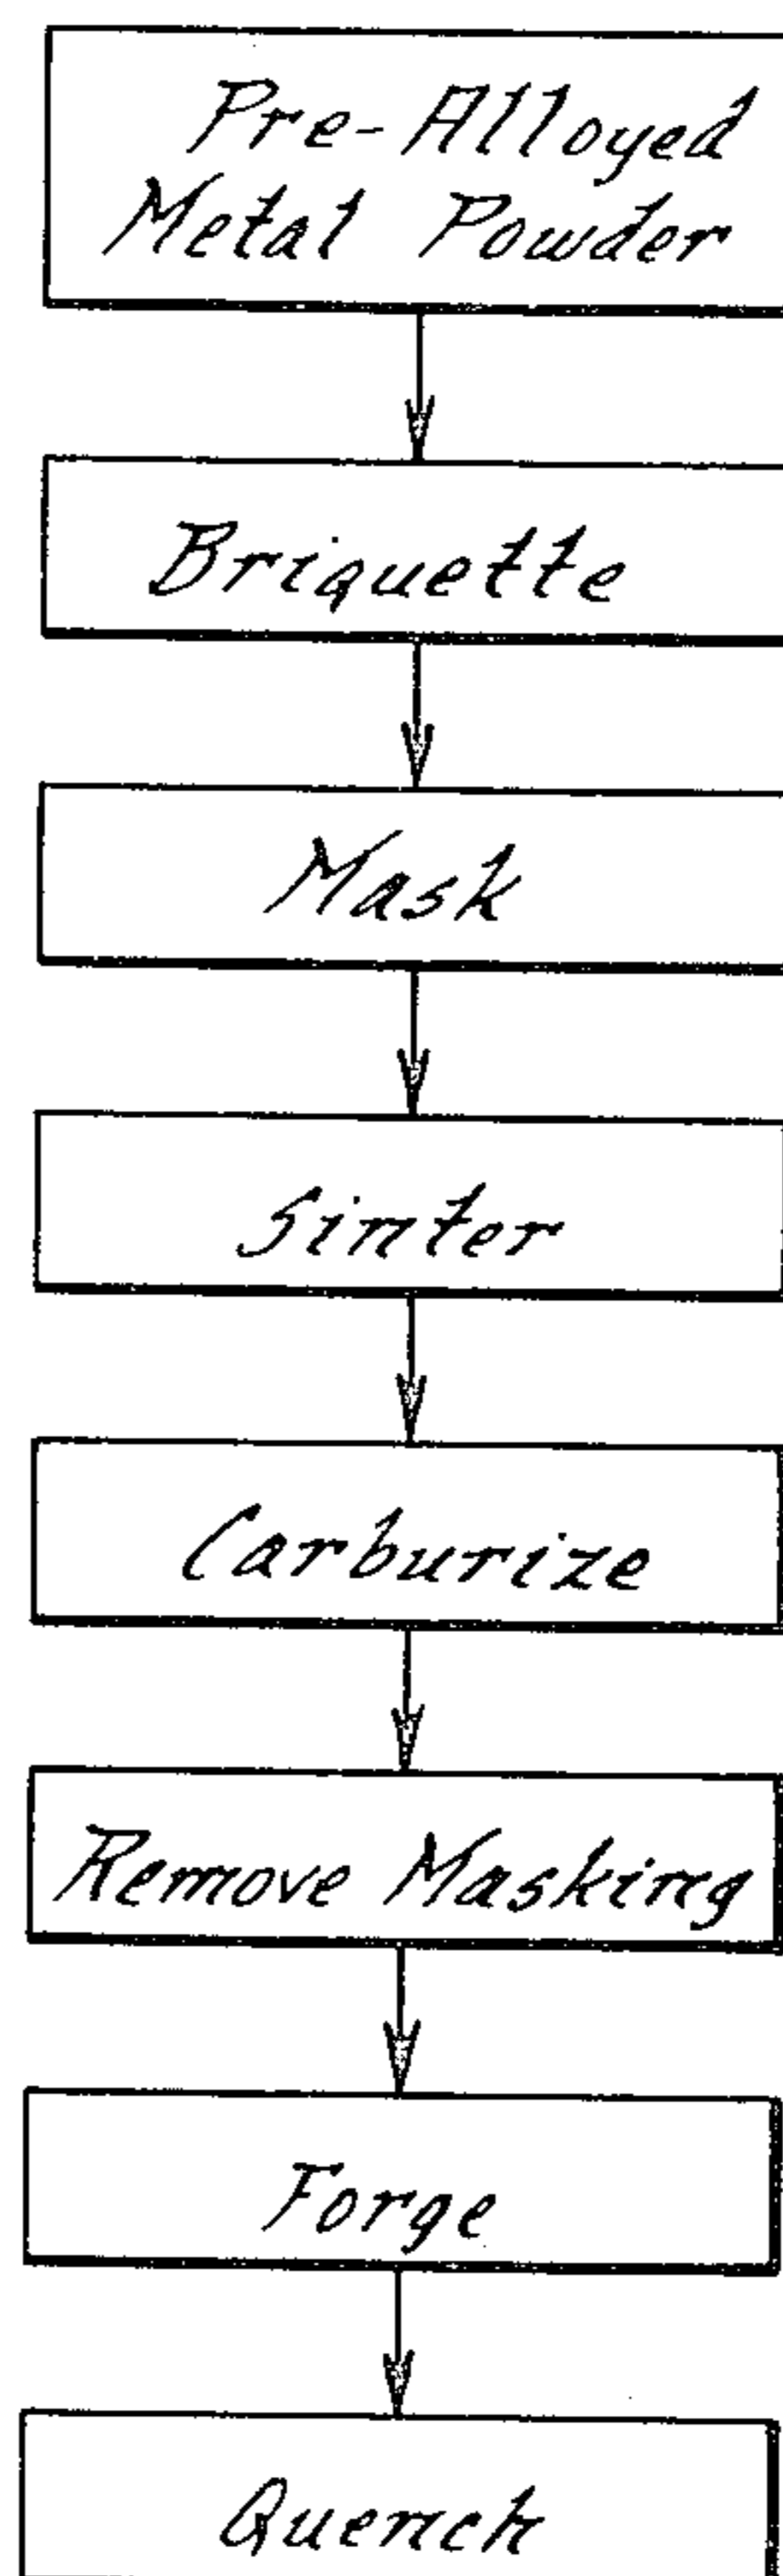 Pre-Alloyed
Metal Powder
Briquette
Mask
Sinter
Carburize
Remove Masking
Forge
Quench